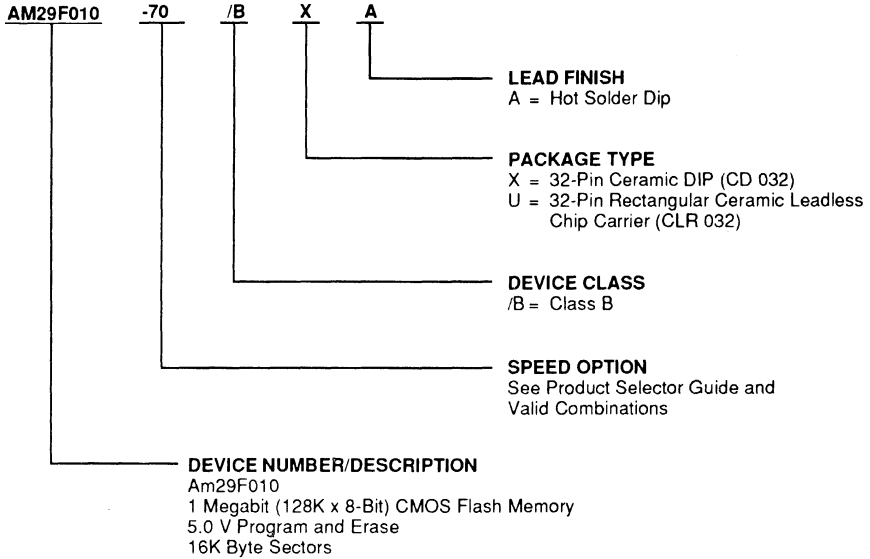 AM29F010 -70 /B X A
LEAD FINISH
A = Hot Solder Dip
PACKAGE TYPE
X = 32-Pin Ceramic DIP (CD 032)
U = 32-Pin Rectangular Ceramic Leadless
Chip Carrier (CLR 032)
DEVICE CLASS
/B = Class B
SPEED OPTION
See Product Selector Guide and
Valid Combinations
DEVICE NUMBER/DESCRIPTION
Am29F010
1 Megabit (128K x 8-Bit) CMOS Flash Memory
5.0 V Program and Erase
16K Byte Sectors